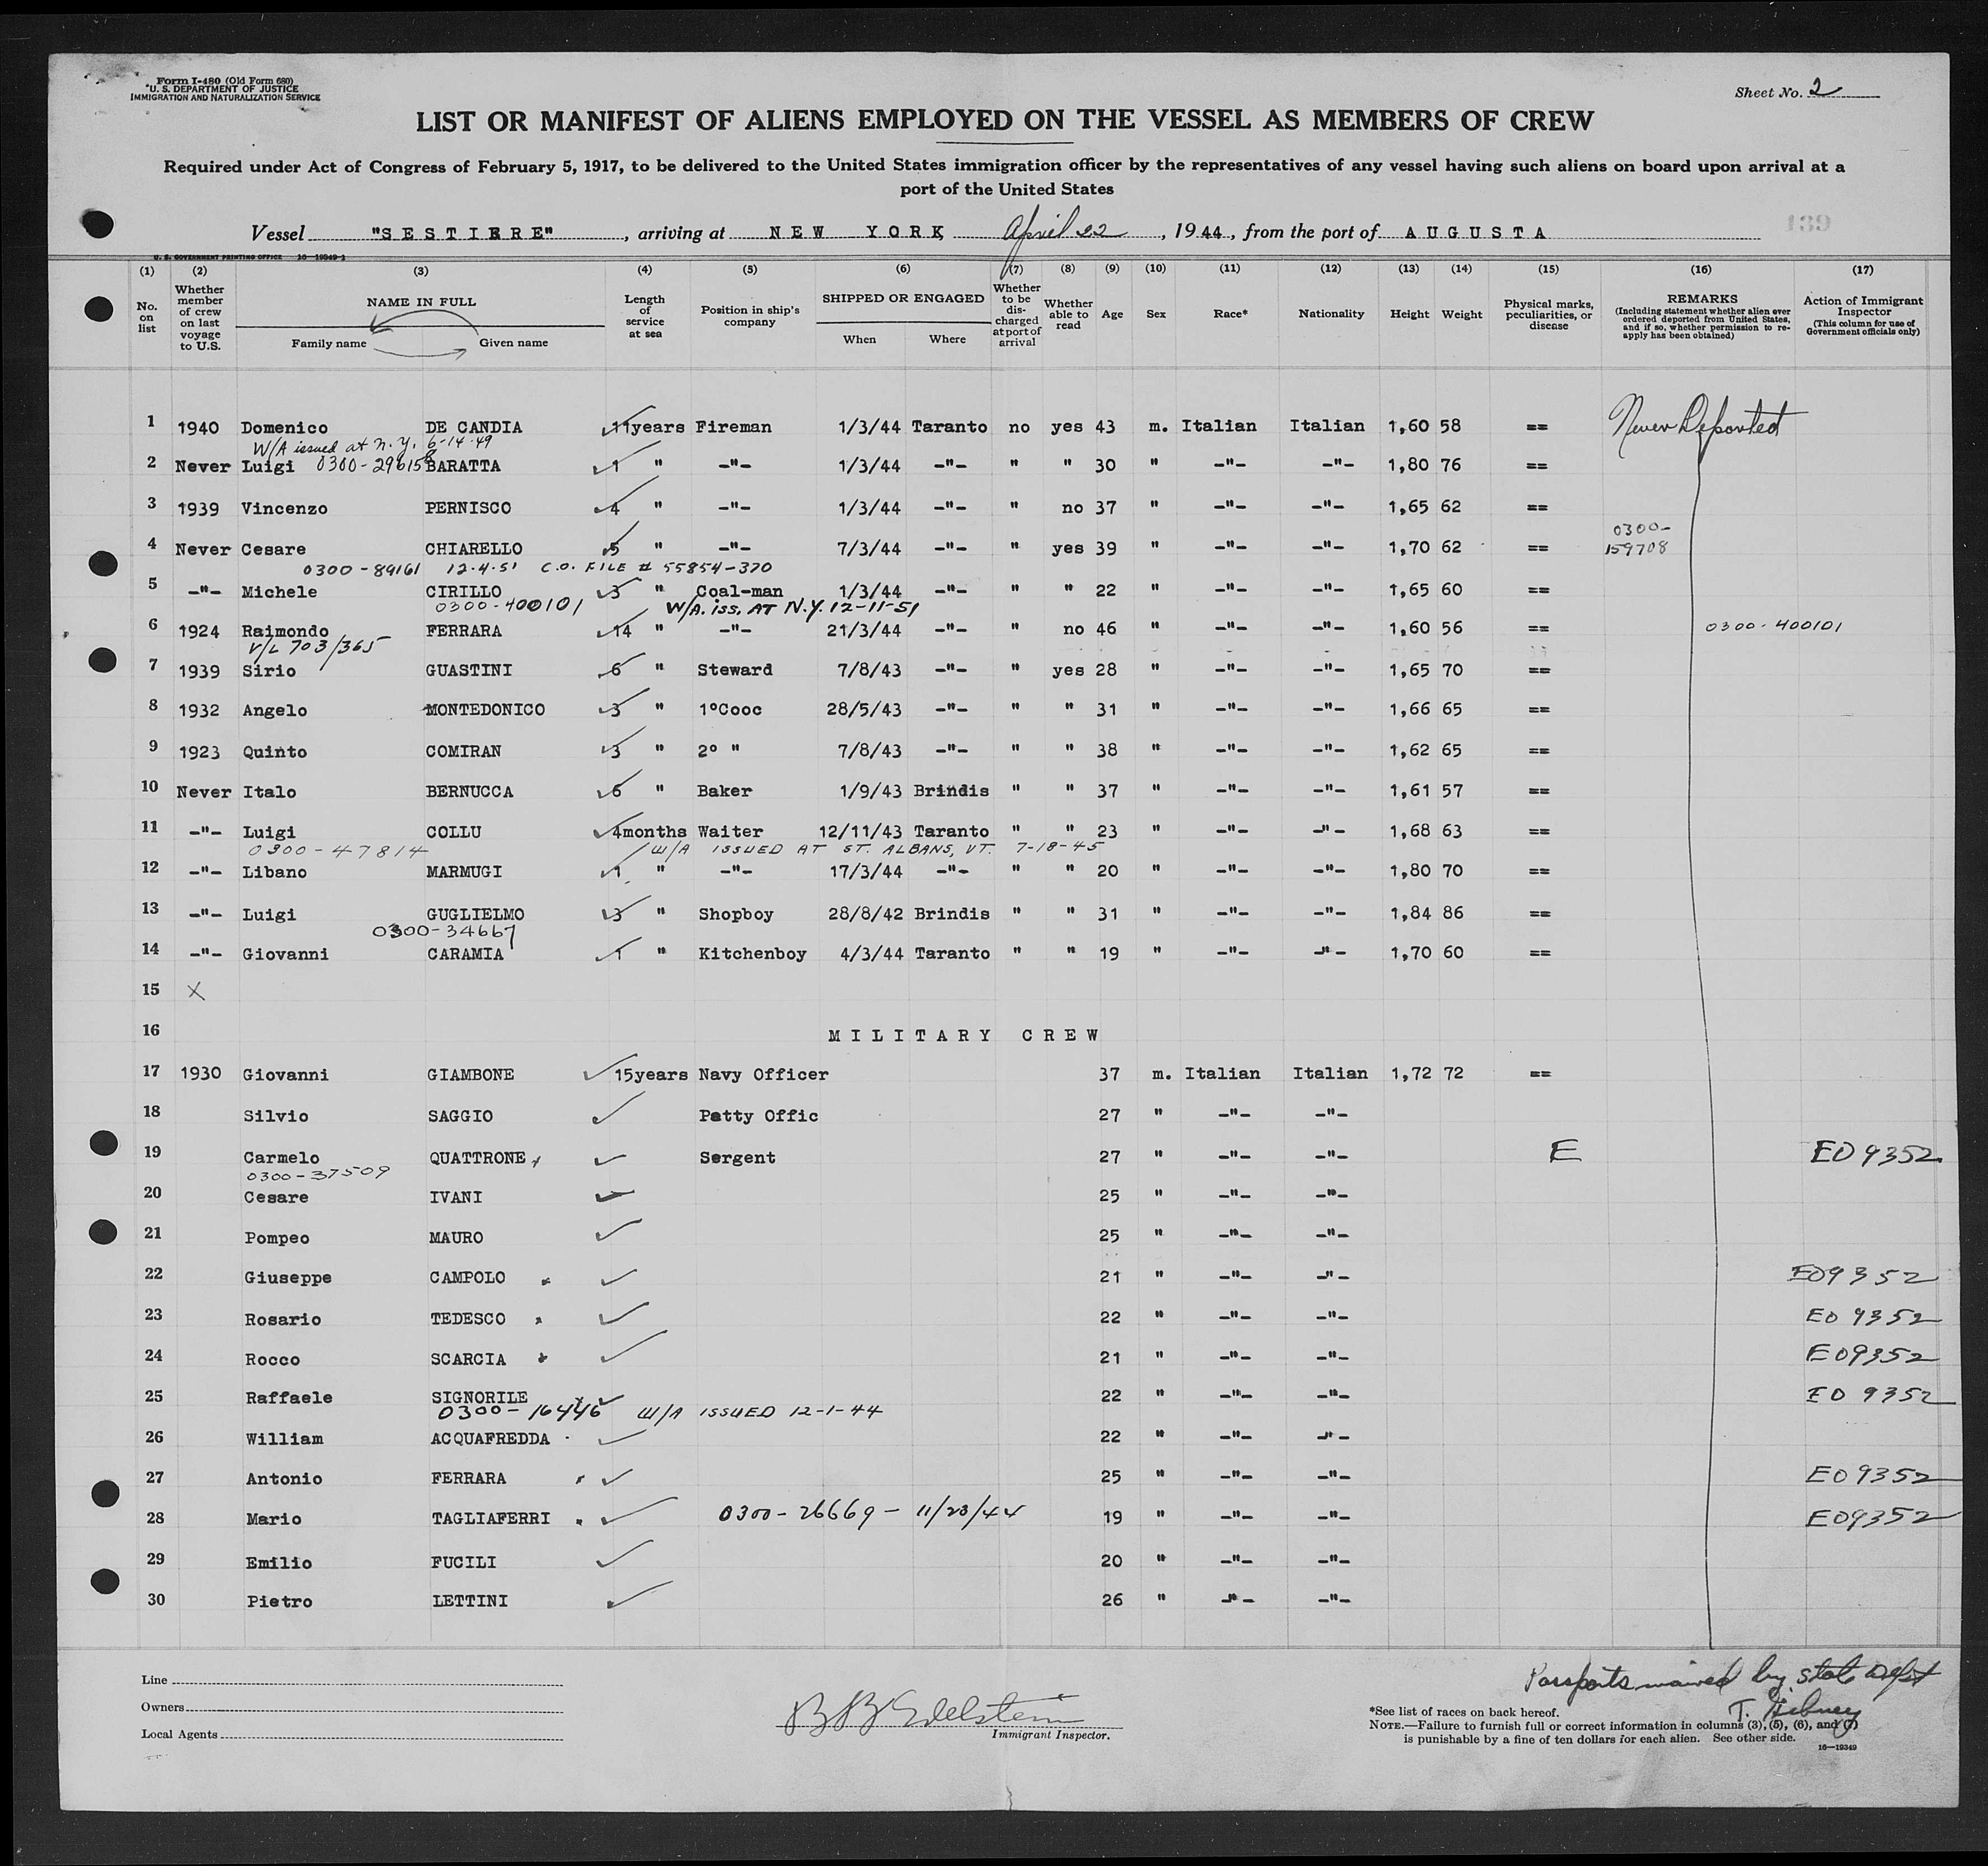 Form I-480 (Old Form 680)
U. S. DEPARTMENT OF JUSTICE
IMMIGRATION AND NATURALIZATION SERVICE
Sheet No. 2
LIST OR MANIFEST OF ALIENS EMPLOYED ON THE VESSEL AS MEMBERS OF CREW
Required under Act of Congress of February 5, 1917, to be delivered to the United States immigration officer by the representatives of any vessel having such aliens on board upon arrival at a
port of the United States
139
Vessel "SESTIERE", arriving at NEW YORK April 22, 1944, from the port of AUGUSTA
U. S. GOVERNMENT PRINTING OFFICE 16—19349-1
(1) (2) (3) (4) (5) (6) (7) (8) (9) (10) (11) (12) (13) (14) (15) (16) (17)
No. on list
Whether member of crew on last voyage to U.S.
NAME IN FULL
Family name Given name
Length of service at sea
Position in ship's company
SHIPPED OR ENGAGED
When Where
Whether to be discharged at port of arrival
Whether able to read
Age
Sex
Race*
Nationality
Height
Weight
Physical marks, peculiarities, or disease
REMARKS
(Including statement whether alien ever ordered deported from United States, and if so, whether permission to re-apply has been obtained)
Action of Immigrant Inspector
(This column for use of Government officials only)
1 1940 Domenico DE CANDIA 11years Fireman 1/3/44 Taranto no yes 43 m. Italian Italian 1,60 58 == Never Deported
W/A issued at N.Y. 6-14-49
2 Never Luigi 0300-296158 BARATTA 1 " -"- 1/3/44 -"- " " 30 " -"- -"- 1,80 76 ==
3 1939 Vincenzo PERNISCO 4 " -"- 1/3/44 -"- " no 37 " -"- -"- 1,65 62 ==
0300-
4 Never Cesare CHIARELLO 5 " -"- 7/3/44 -"- " yes 39 " -"- -"- 1,70 62 == 159708
0300-89161 12-4-51 C.O. FILE # 55854-370
5 -"- Michele CIRILLO 3 " Coal-man 1/3/44 -"- " " 22 " -"- -"- 1,65 60 ==
0300-400101 W/A. iss. AT N.Y. 12-11-51
6 1924 Raimondo FERRARA 14 " -"- 21/3/44 -"- " no 46 " -"- -"- 1,60 56 == 0300-400101
V/L 703/365
7 1939 Sirio GUASTINI 6 " Steward 7/8/43 -"- " yes 28 " -"- -"- 1,65 70 ==
8 1932 Angelo MONTEDONICO 3 " 1°Cooc 28/5/43 -"- " " 31 " -"- -"- 1,66 65 ==
9 1923 Quinto COMIRAN 3 " 2° " 7/8/43 -"- " " 38 " -"- -"- 1,62 65 ==
10 Never Italo BERNUCCA 6 " Baker 1/9/43 Brindis " " 37 " -"- -"- 1,61 57 ==
11 -"- Luigi COLLU 4months Waiter 12/11/43 Taranto " " 23 " -"- -"- 1,68 63 ==
0300-47814 W/A ISSUED AT ST. ALBANS, VT. 7-18-45
12 -"- Libano MARMUGI 1 " -"- 17/3/44 -"- " " 20 " -"- -"- 1,80 70 ==
13 -"- Luigi GUGLIELMO 3 " Shopboy 28/8/42 Brindis " " 31 " -"- -"- 1,84 86 ==
0300-34667
14 -"- Giovanni CARAMIA 1 " Kitchenboy 4/3/44 Taranto " " 19 " -"- -"- 1,70 60 ==
15 X
16 MILITARY CREW
17 1930 Giovanni GIAMBONE 15years Navy Officer 37 m. Italian Italian 1,72 72 ==
18 Silvio SAGGIO Patty Offic 27 " -"- -"-
19 Carmelo QUATTRONE Sergent 27 " -"- -"- E EO 9352
0300-37509
20 Cesare IVANI 25 " -"- -"-
21 Pompeo MAURO 25 " -"- -"-
22 Giuseppe CAMPOLO 21 " -"- -"- EO9352
23 Rosario TEDESCO 22 " -"- -"- EO 9352
24 Rocco SCARCIA 21 " -"- -"- EO9352
25 Raffaele SIGNORILE 22 " -"- -"- EO 9352
0300-16446 W/A ISSUED 12-1-44
26 William ACQUAFREDDA 22 " -"- -"-
27 Antonio FERRARA 25 " -"- -"- EO9352
28 Mario TAGLIAFERRI 0300-26669- 11/23/44 19 " -"- -"- EO9352
29 Emilio FUCILI 20 " -"- -"-
30 Pietro LETTINI 26 " -"- -"-
Line
Owners
Local Agents
B B Edelstein
Immigrant Inspector.
Passports waived by State Dept
T.
*See list of races on back hereof.
NOTE.—Failure to furnish full or correct information in columns (3), (5), (6), and (7)
is punishable by a fine of ten dollars for each alien. See other side.
16—19349